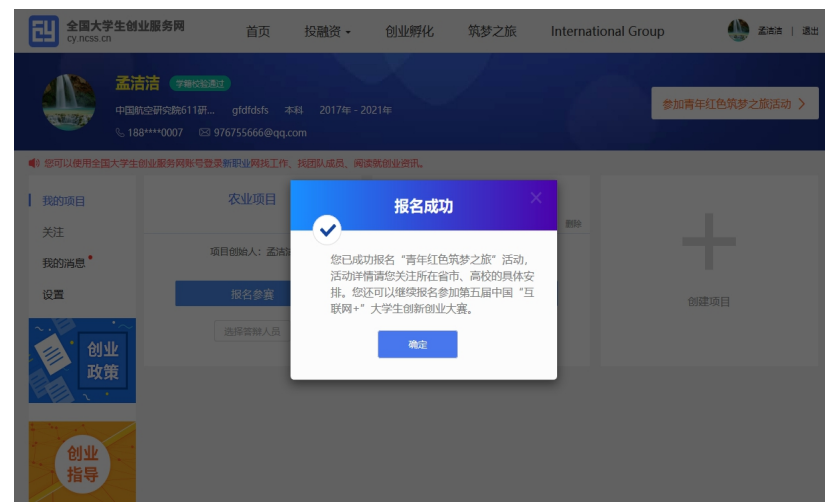 全国大学生创业服务网
cy.ncss.cn
首页 投融资 创业孵化 筑梦之旅 International Group 孟洁洁 | 退出
孟洁洁 学籍校验通过
中国航空研究院611研... gfdfdsfs 本科 2017年 - 2021年
188****0007 976755666@qq.com
参加青年红色筑梦之旅活动 >
您可以使用全国大学生创业服务网账号登录新职业网找工作、找团队成员、阅读就创业资讯。
我的项目
关注
我的消息
设置
农业项目
删除
项目创始人：孟洁洁
报名参赛
选择答辩人员
报名成功
您已成功报名“青年红色筑梦之旅”活动，
活动详情请您关注所在省市、高校的具体安
排。您还可以继续报名参加第五届中国“互
联网+”大学生创新创业大赛。
确定
创建项目
创业
政策
创业
指导